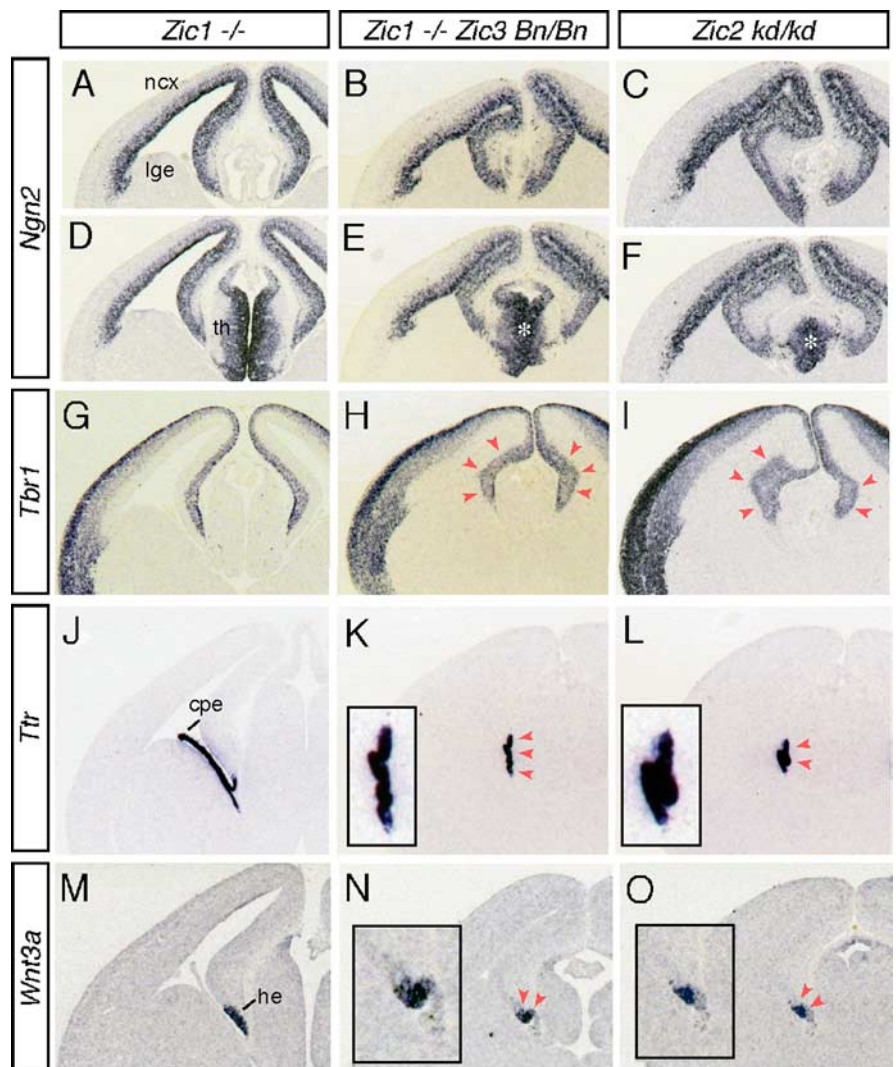 Zic1 -/-
Zic1 -/- Zic3 Bn/Bn
Zic2 kd/kd
Ngn2
A
ncx
lge
B
C
D
th
E
*
F
*
Tbr1
G
H
I
Ttr
J
cpe
K
L
Wnt3a
M
he
N
O